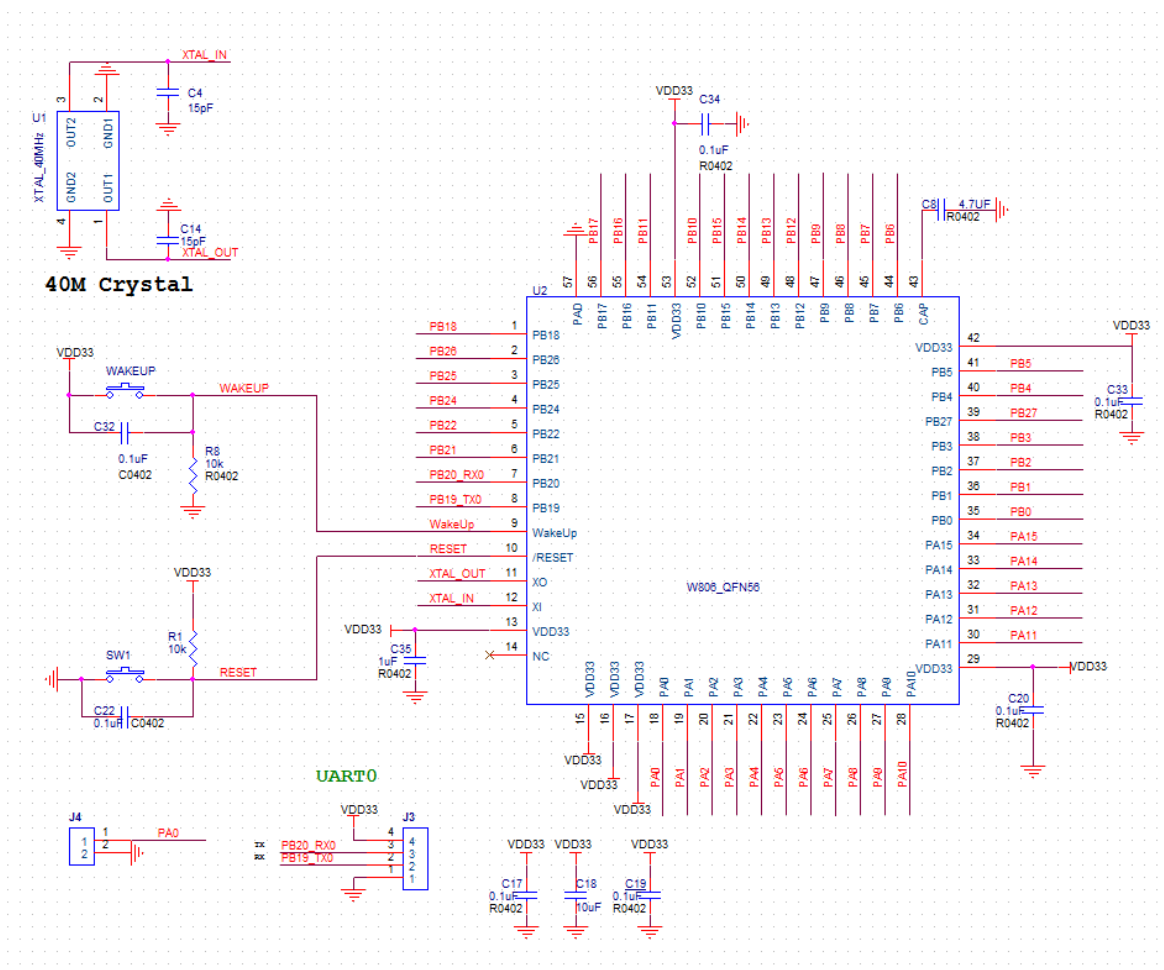 XTAL_IN
C4
15pF
U1
XTAL_40MHz
3
2
OUT2
GND1
GND2
OUT1
4
1
C14
15pF
XTAL_OUT
40M Crystal
VDD33
WAKEUP
WAKEUP
C32
0.1uF
C0402
R8
10k
R0402
VDD33
R1
10k
SW1
RESET
C22
0.1uF
C0402
VDD33
C34
0.1uF
R0402
C8
4.7UF
R0402
PB17
PB16
PB11
PB10
PB15
PB14
PB13
PB12
PB9
PB8
PB7
PB6
57
56
55
54
53
52
51
50
49
48
47
46
45
44
43
U2
PAD
PB17
PB16
PB11
VDD33
PB10
PB15
PB14
PB13
PB12
PB9
PB8
PB7
PB6
CAP
PB18 1 PB18
PB26 2 PB26
PB25 3 PB25
PB24 4 PB24
PB22 5 PB22
PB21 6 PB21
PB20_RX0 7 PB20
PB19_TX0 8 PB19
WakeUp 9 WakeUp
RESET 10 /RESET
XTAL_OUT 11 XO
XTAL_IN 12 XI
VDD33 13 VDD33
14 NC
C35
1uF
R0402
W806_QFN56
VDD33 42
PB5 41 PB5
PB4 40 PB4
PB27 39 PB27
PB3 38 PB3
PB2 37 PB2
PB1 36 PB1
PB0 35 PB0
PA15 34 PA15
PA14 33 PA14
PA13 32 PA13
PA12 31 PA12
PA11 30 PA11
VDD33 29 VDD33
VDD33
C33
0.1uF
R0402
C20
0.1uF
R0402
VDD33
VDD33
VDD33
PA0
PA1
PA2
PA3
PA4
PA5
PA6
PA7
PA8
PA9
PA10
15
16
17
18
19
20
21
22
23
24
25
26
27
28
VDD33
VDD33
VDD33
PA0
PA1
PA2
PA3
PA4
PA5
PA6
PA7
PA8
PA9
PA10
UART0
J4
1 1 PA0
2 2
VDD33
J3
4 4
TX PB20_RX0 3 3
RX PB19_TX0 2 2
1 1
VDD33
C17
0.1uF
R0402
VDD33
C18
10uF
VDD33
C19
0.1uF
R0402